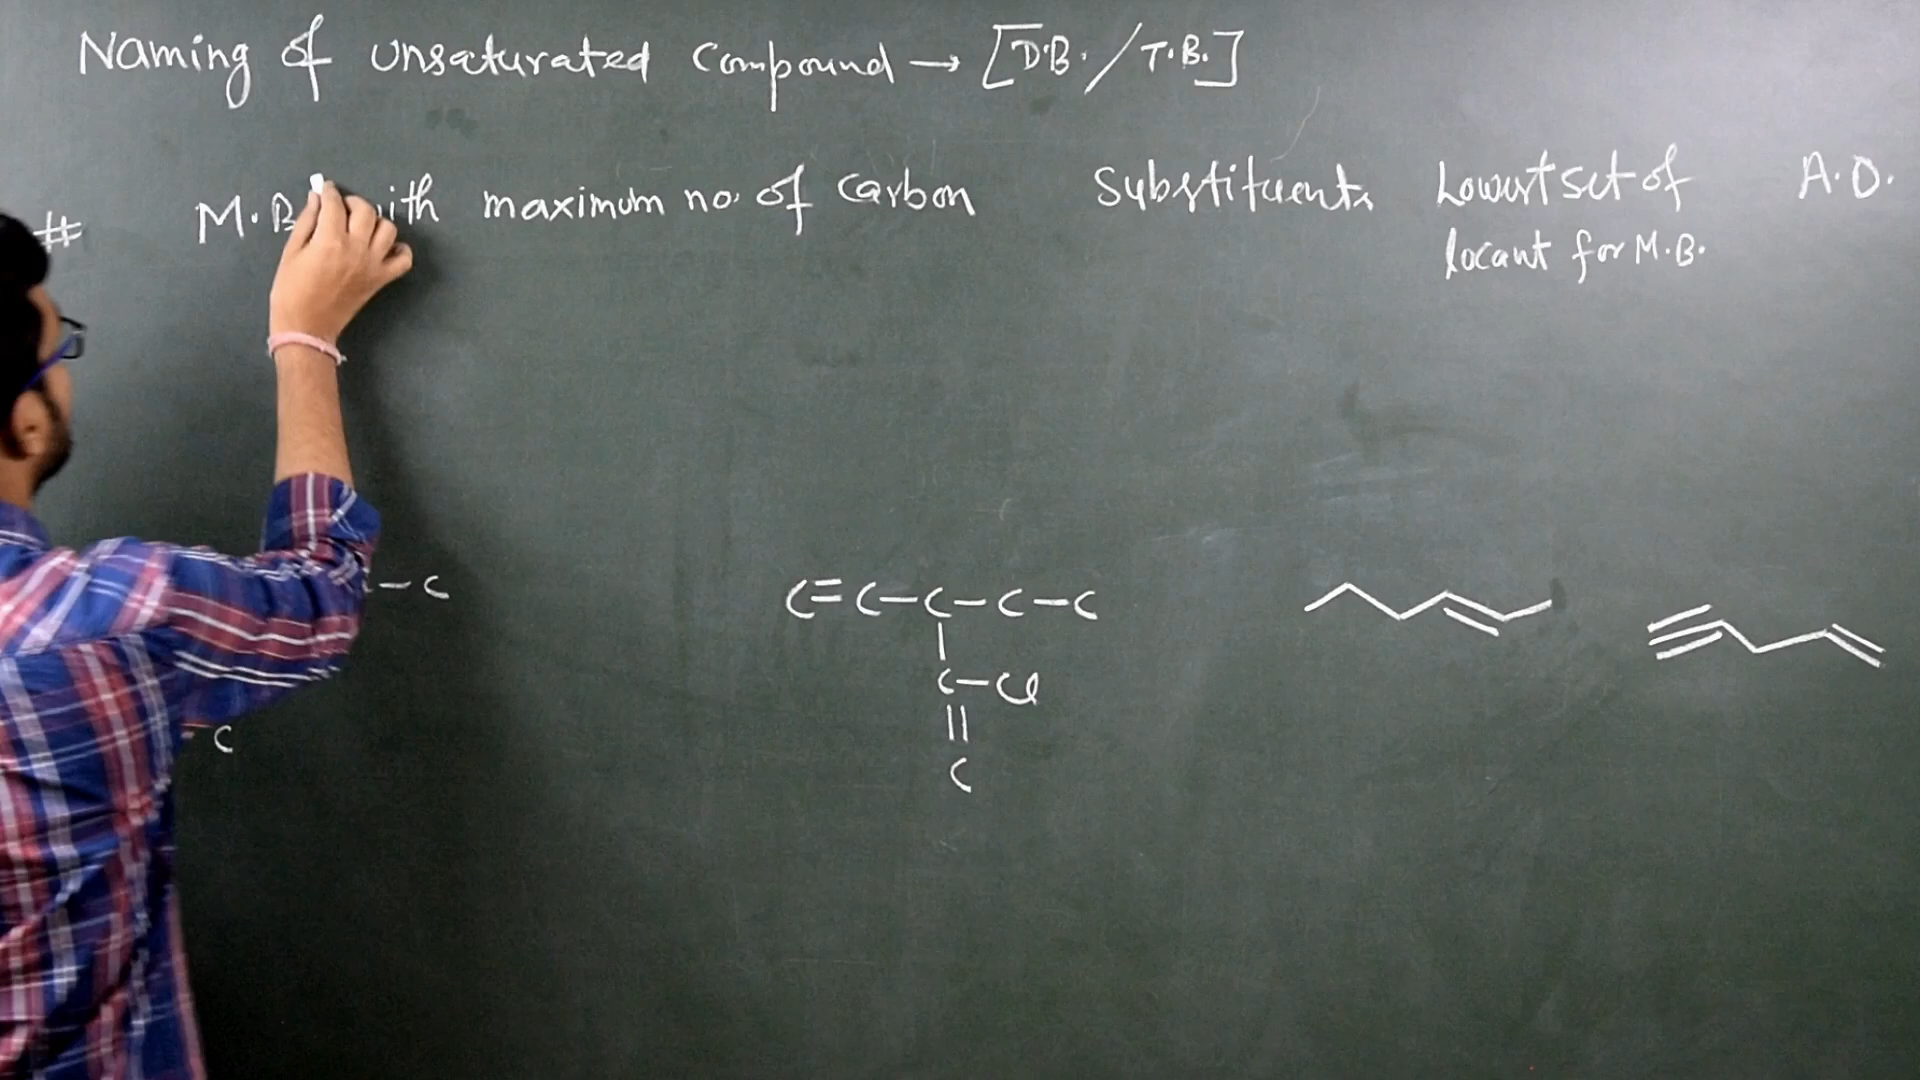 Naming of Unsaturated Compound → [D.B./T.B.]
# M.B. with maximum no. of Carbon Substituents Lowest set of locant for M.B. A.O.
– C
C=C–C–C–C
|
C–Cl
||
C
C